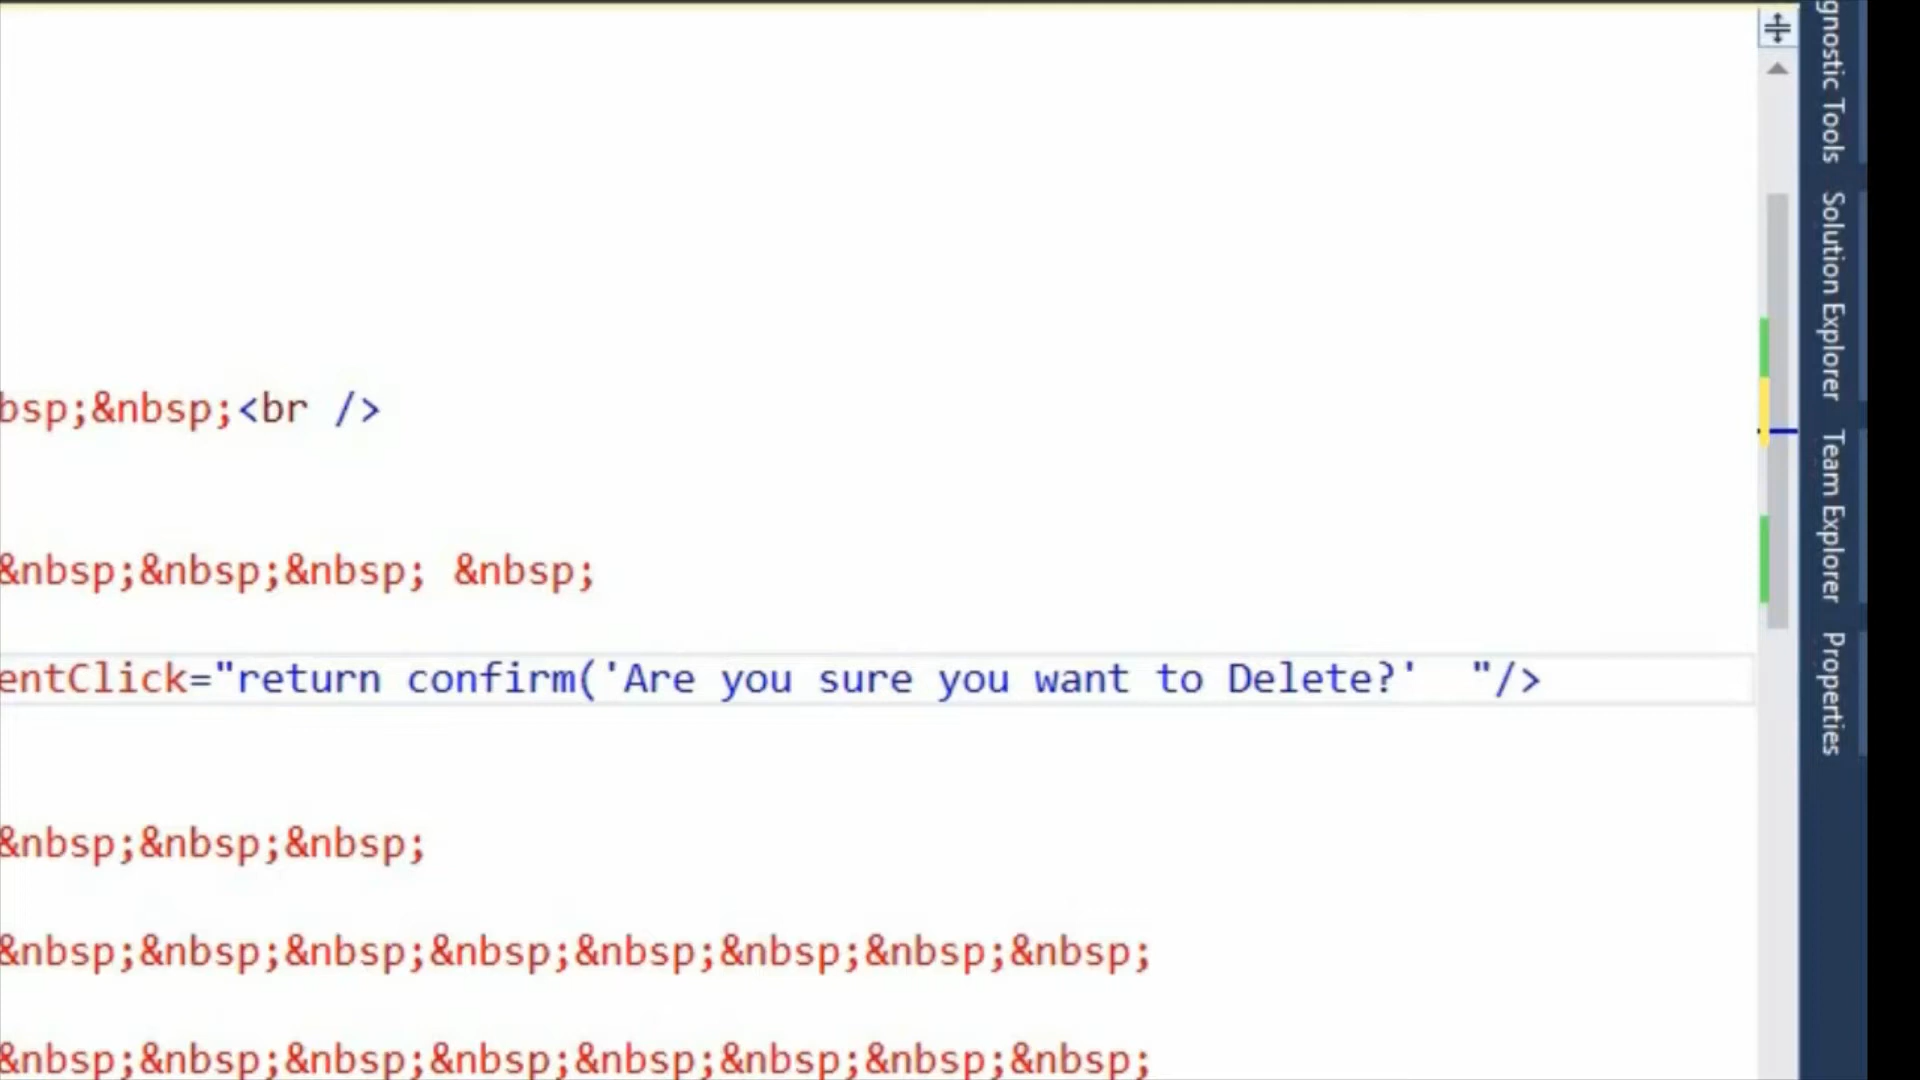 bsp;&nbsp;<br />
&nbsp;&nbsp;&nbsp; &nbsp;
entClick="return confirm('Are you sure you want to Delete?'  "/>
&nbsp;&nbsp;&nbsp;
&nbsp;&nbsp;&nbsp;&nbsp;&nbsp;&nbsp;&nbsp;&nbsp;
&nbsp;&nbsp;&nbsp;&nbsp;&nbsp;&nbsp;&nbsp;&nbsp;
gnostic Tools
Solution Explorer
Team Explorer
Properties